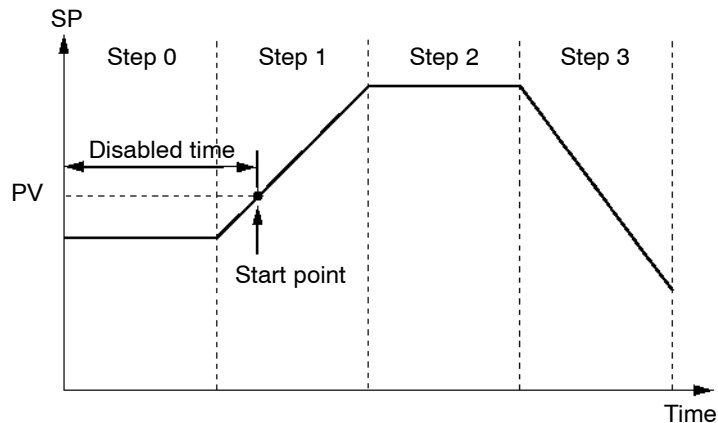 SP
Step 0
Step 1
Step 2
Step 3
Disabled time
PV
Start point
Time